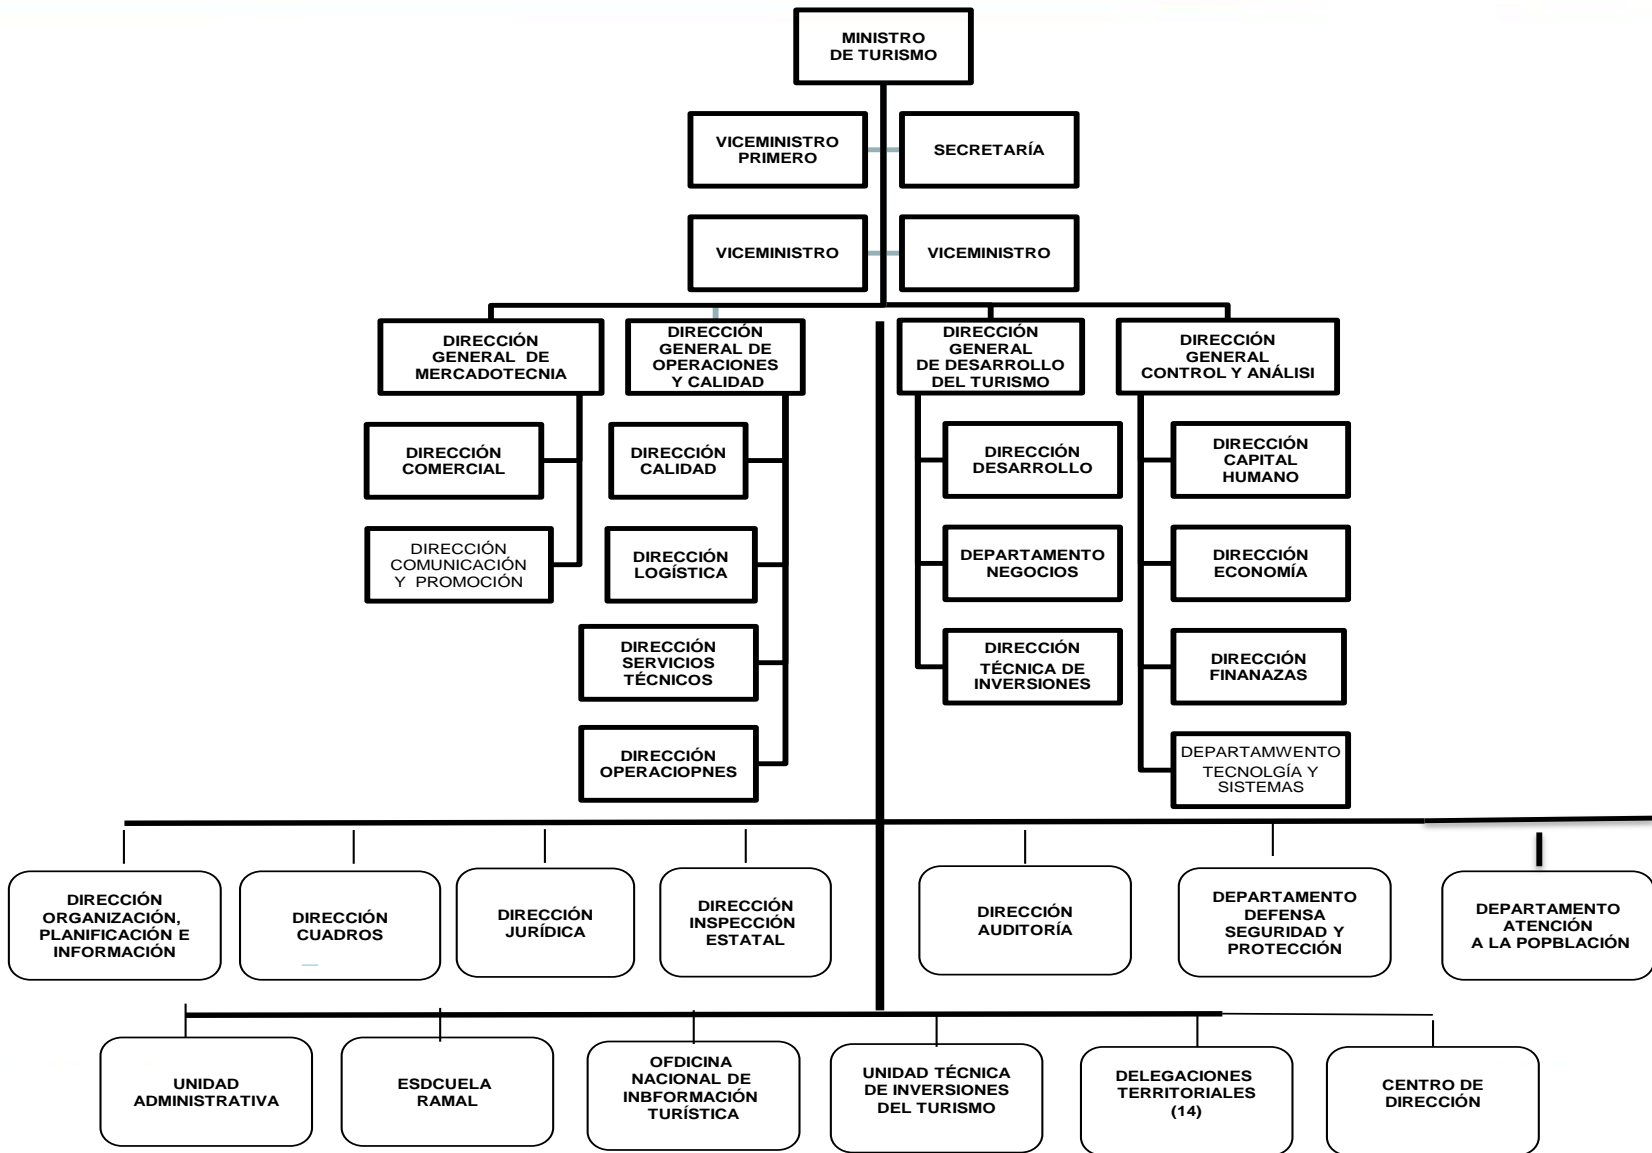 MINISTRO
DE TURISMO
VICEMINISTRO
PRIMERO
SECRETARÍA
VICEMINISTRO
VICEMINISTRO
DIRECCIÓN
GENERAL DE
MERCADOTECNIA
DIRECCIÓN
GENERAL DE
OPERACIONES
Y CALIDAD
DIRECCIÓN
GENERAL
DE DESARROLLO
DEL TURISMO
DIRECCIÓN
GENERAL
CONTROL Y ANÁLISI
DIRECCIÓN
COMERCIAL
DIRECCIÓN
CALIDAD
DIRECCIÓN
DESARROLLO
DIRECCIÓN
CAPITAL
HUMANO
DIRECCIÓN
COMUNICACIÓN
Y PROMOCIÓN
DIRECCIÓN
LOGÍSTICA
DEPARTAMENTO
NEGOCIOS
DIRECCIÓN
ECONOMÍA
DIRECCIÓN
SERVICIOS
TÉCNICOS
DIRECCIÓN
TÉCNICA DE
INVERSIONES
DIRECCIÓN
FINANAZAS
DIRECCIÓN
OPERACIOPNES
DEPARTAMWENTO
TECNOLGÍA Y
SISTEMAS
DIRECCIÓN
ORGANIZACIÓN,
PLANIFICACIÓN E
INFORMACIÓN
DIRECCIÓN
CUADROS
DIRECCIÓN
JURÍDICA
DIRECCIÓN
INSPECCIÓN
ESTATAL
DIRECCIÓN
AUDITORÍA
DEPARTAMENTO
DEFENSA
SEGURIDAD Y
PROTECCIÓN
DEPARTAMENTO
ATENCIÓN
A LA POPBLACIÓN
UNIDAD
ADMINISTRATIVA
ESDCUELA
RAMAL
OFDICINA
NACIONAL DE
INBFORMACIÓN
TURÍSTICA
UNIDAD TÉCNICA
DE INVERSIONES
DEL TURISMO
DELEGACIONES
TERRITORIALES
(14)
CENTRO DE
DIRECCIÓN